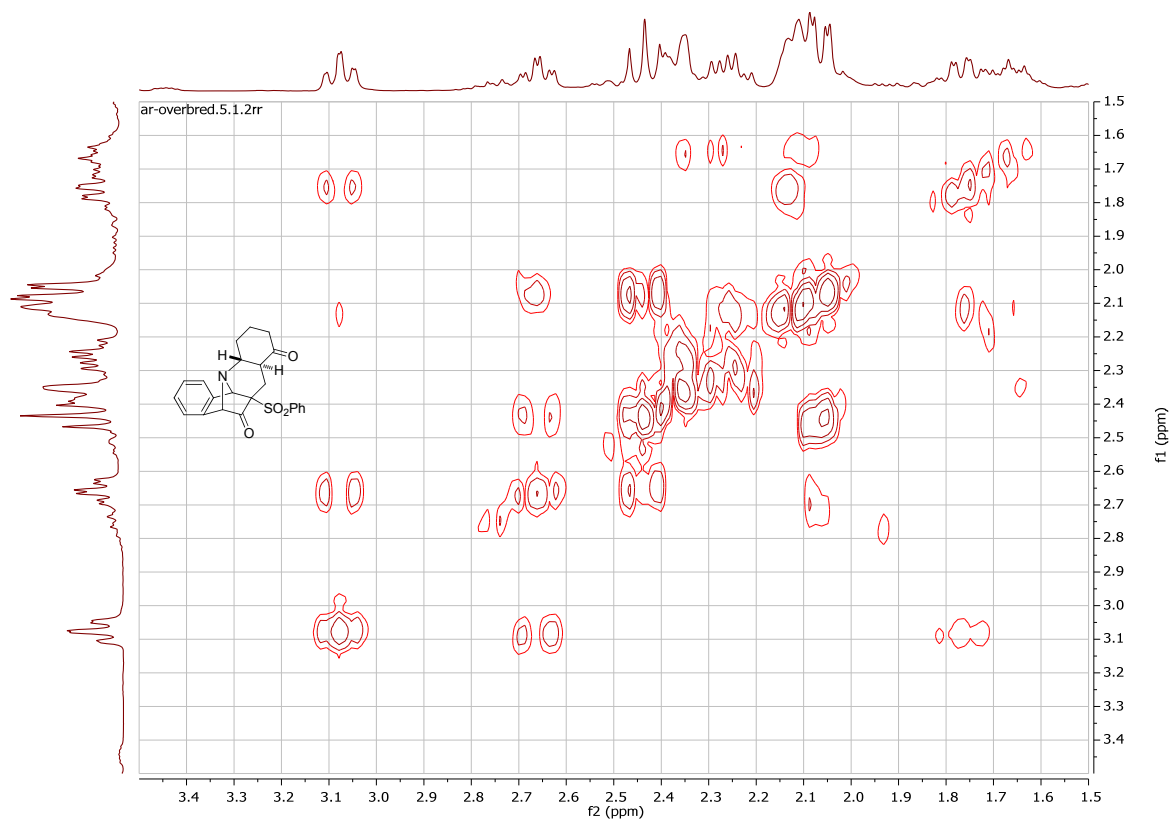 ar-overbred.5.1.2rr
H
O
N
H
SO2Ph
O
1.5
1.6
1.7
1.8
1.9
2.0
2.1
2.2
2.3
2.4
2.5
2.6
2.7
2.8
2.9
3.0
3.1
3.2
3.3
3.4
f1 (ppm)
3.4 3.3 3.2 3.1 3.0 2.9 2.8 2.7 2.6 2.5 2.4 2.3 2.2 2.1 2.0 1.9 1.8 1.7 1.6 1.5
f2 (ppm)